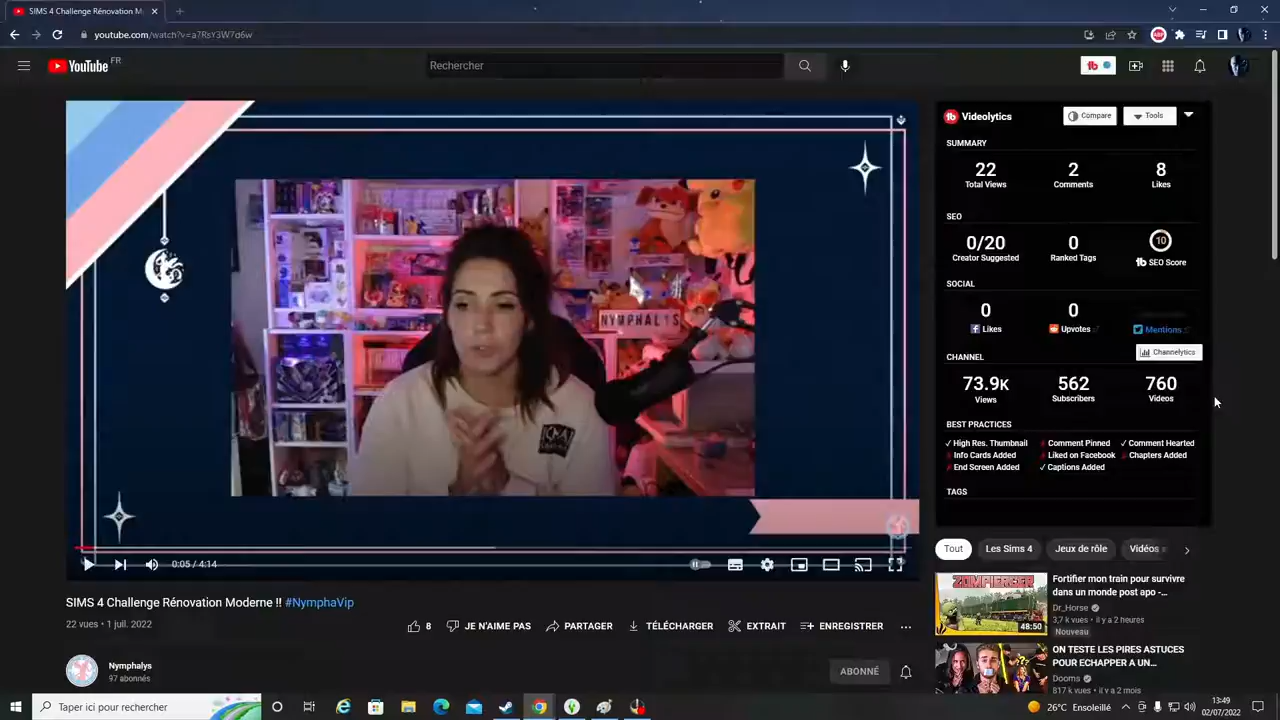 SIMS 4 Challenge Rénovation M
youtube.com/watch?v=a7RsY3W7d6w
ABP
YouTube FR
Rechercher
tb
NYMPHALYS
0:05 / 4:14
SIMS 4 Challenge Rénovation Moderne !! #NymphaVip
22 vues • 1 juil. 2022
8 JE N'AIME PAS PARTAGER TÉLÉCHARGER EXTRAIT ENREGISTRER
Nymphalys
97 abonnés
ABONNÉ
tb Videolytics Compare Tools
SUMMARY
22 2 8
Total Views Comments Likes
SEO
0/20 0 10
Creator Suggested Ranked Tags tb SEO Score
SOCIAL
0 0
Likes Upvotes Mentions
Channelytics
CHANNEL
73.9K 562 760
Views Subscribers Videos
BEST PRACTICES
✓ High Res. Thumbnail Comment Pinned ✓ Comment Hearted
Info Cards Added Liked on Facebook Chapters Added
End Screen Added ✓ Captions Added
TAGS
Tout Les Sims 4 Jeux de rôle Vidéos
ZOMPIERCER
48:50
Fortifier mon train pour survivre
dans un monde post apo -...
Dr_Horse
3,7 k vues • il y a 2 heures
Nouveau
ON TESTE LES PIRES ASTUCES
POUR ECHAPPER A UN...
Dooms
817 k vues • il y a 2 mois
Taper ici pour rechercher
26°C Ensoleillé
13:49
02/07/2022